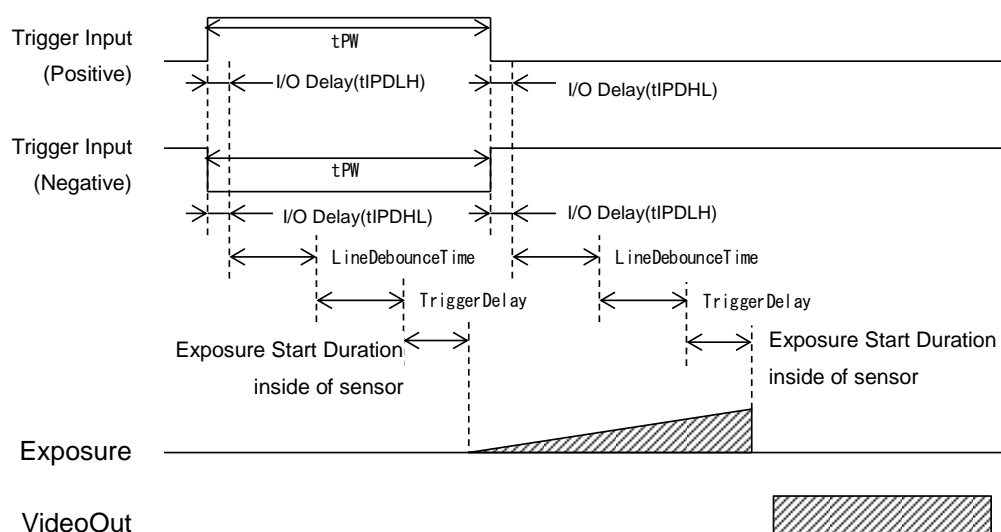 Trigger Input
(Positive)
tPW
I/O Delay(tIPDLH)
I/O Delay(tIPDHL)
Trigger Input
(Negative)
tPW
I/O Delay(tIPDHL)
I/O Delay(tIPDLH)
LineDebounceTime
LineDebounceTime
TriggerDelay
TriggerDelay
Exposure Start Duration
inside of sensor
Exposure Start Duration
inside of sensor
Exposure
VideoOut